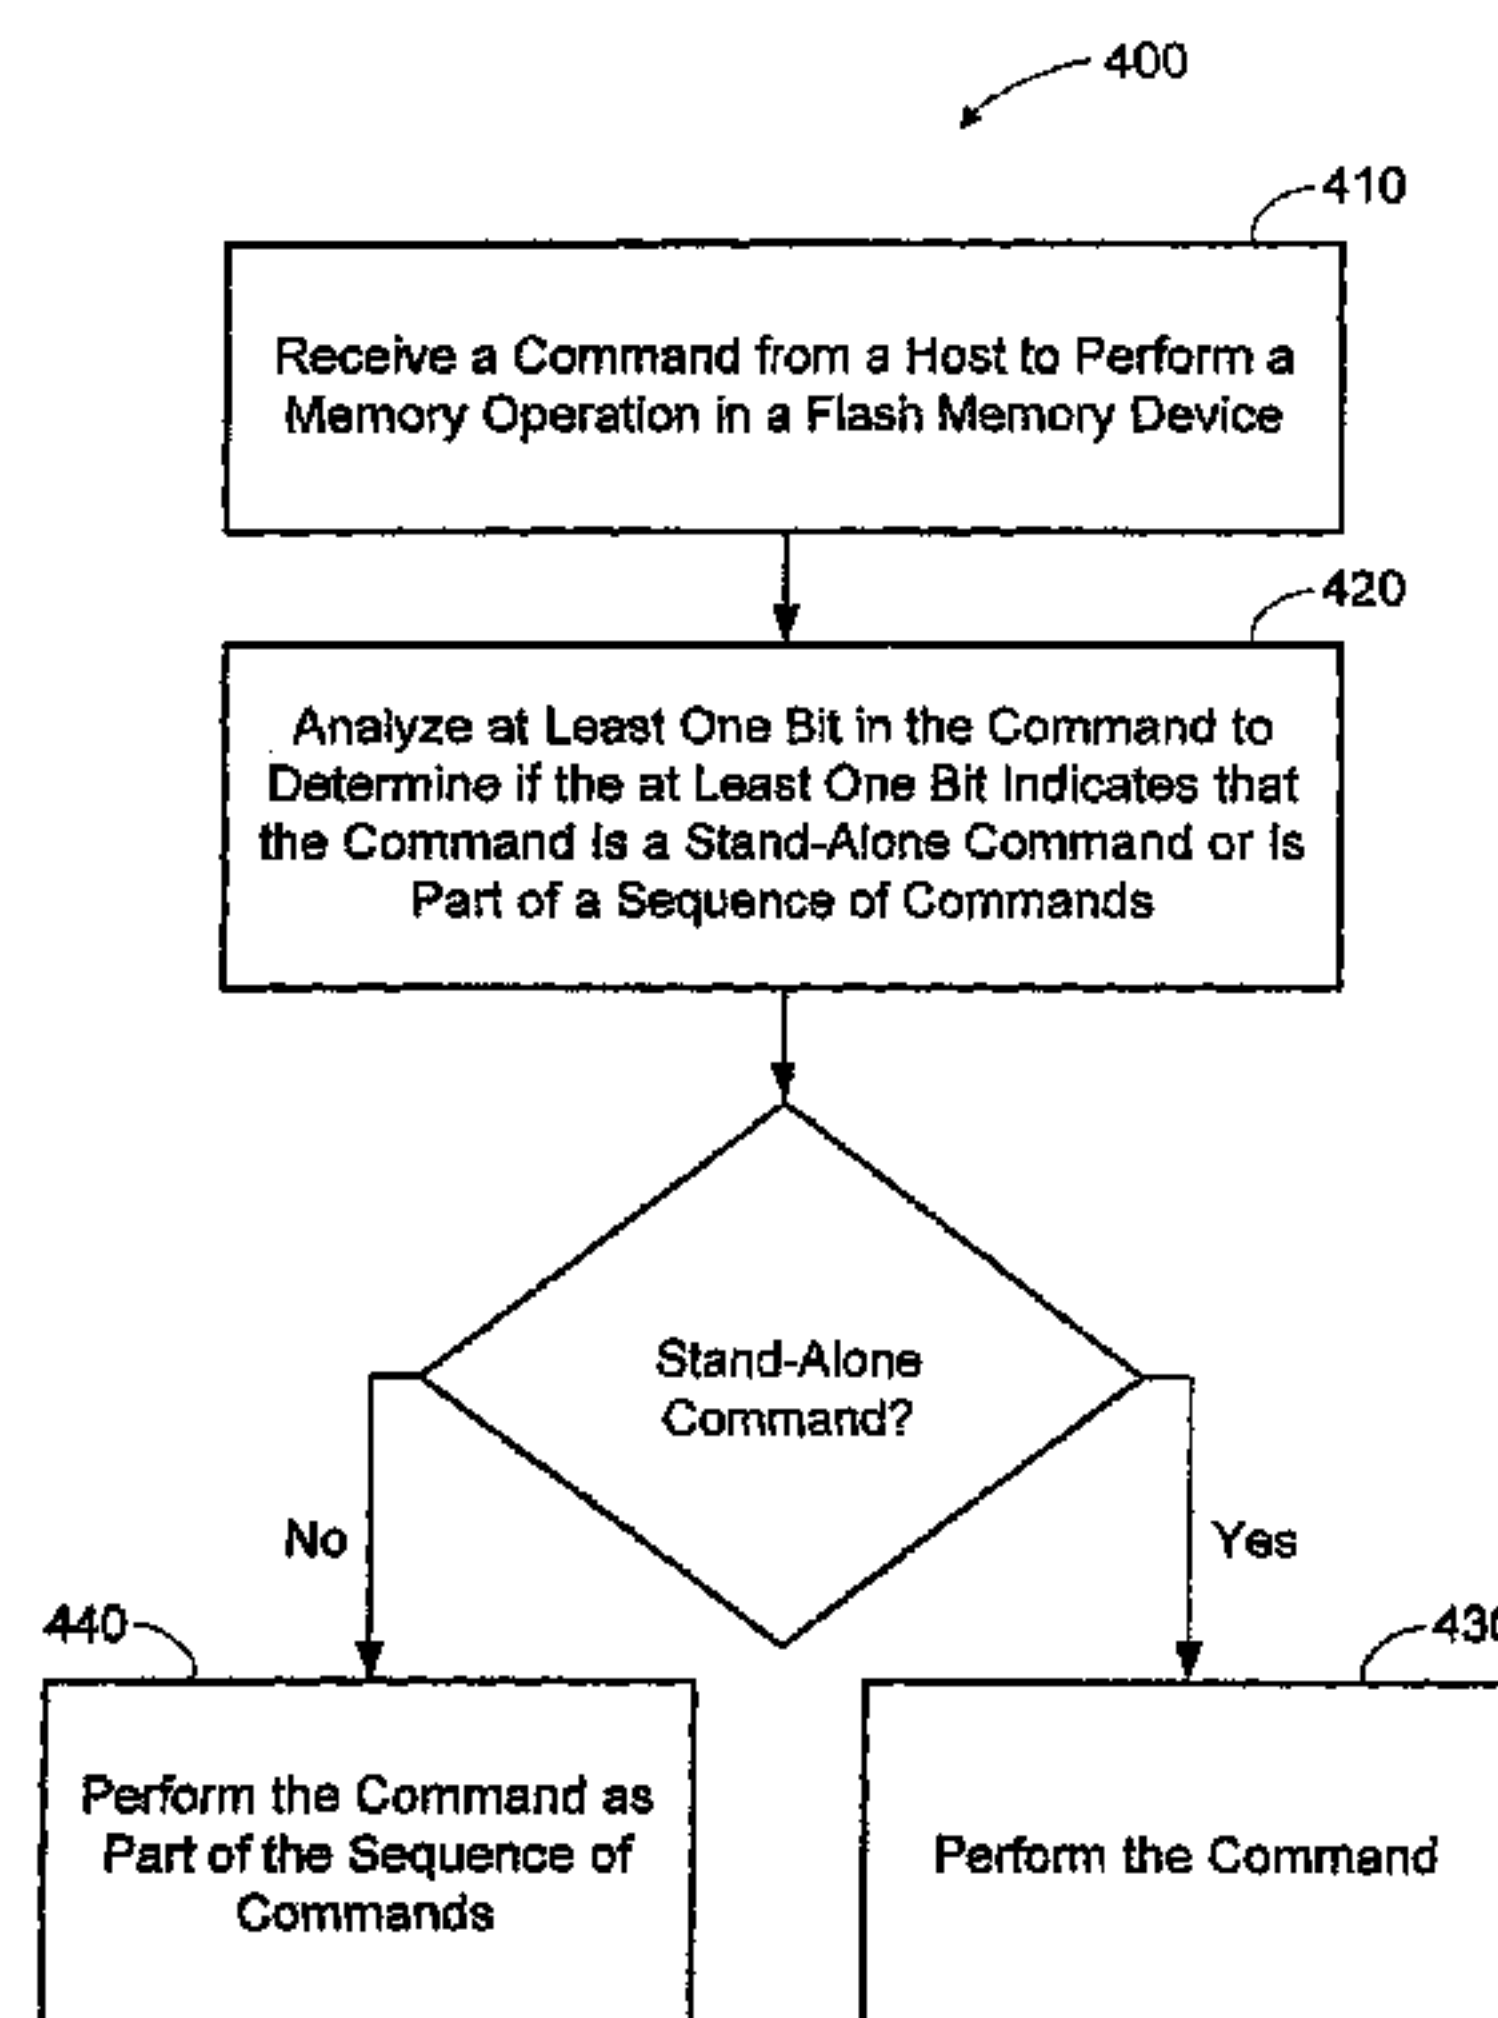 400
410
Receive a Command from a Host to Perform a
Memory Operation in a Flash Memory Device
420
Analyze at Least One Bit in the Command to
Determine if the at Least One Bit Indicates that
the Command is a Stand-Alone Command or is
Part of a Sequence of Commands
Stand-Alone
Command?
No
Yes
440
430
Perform the Command as
Part of the Sequence of
Commands
Perform the Command